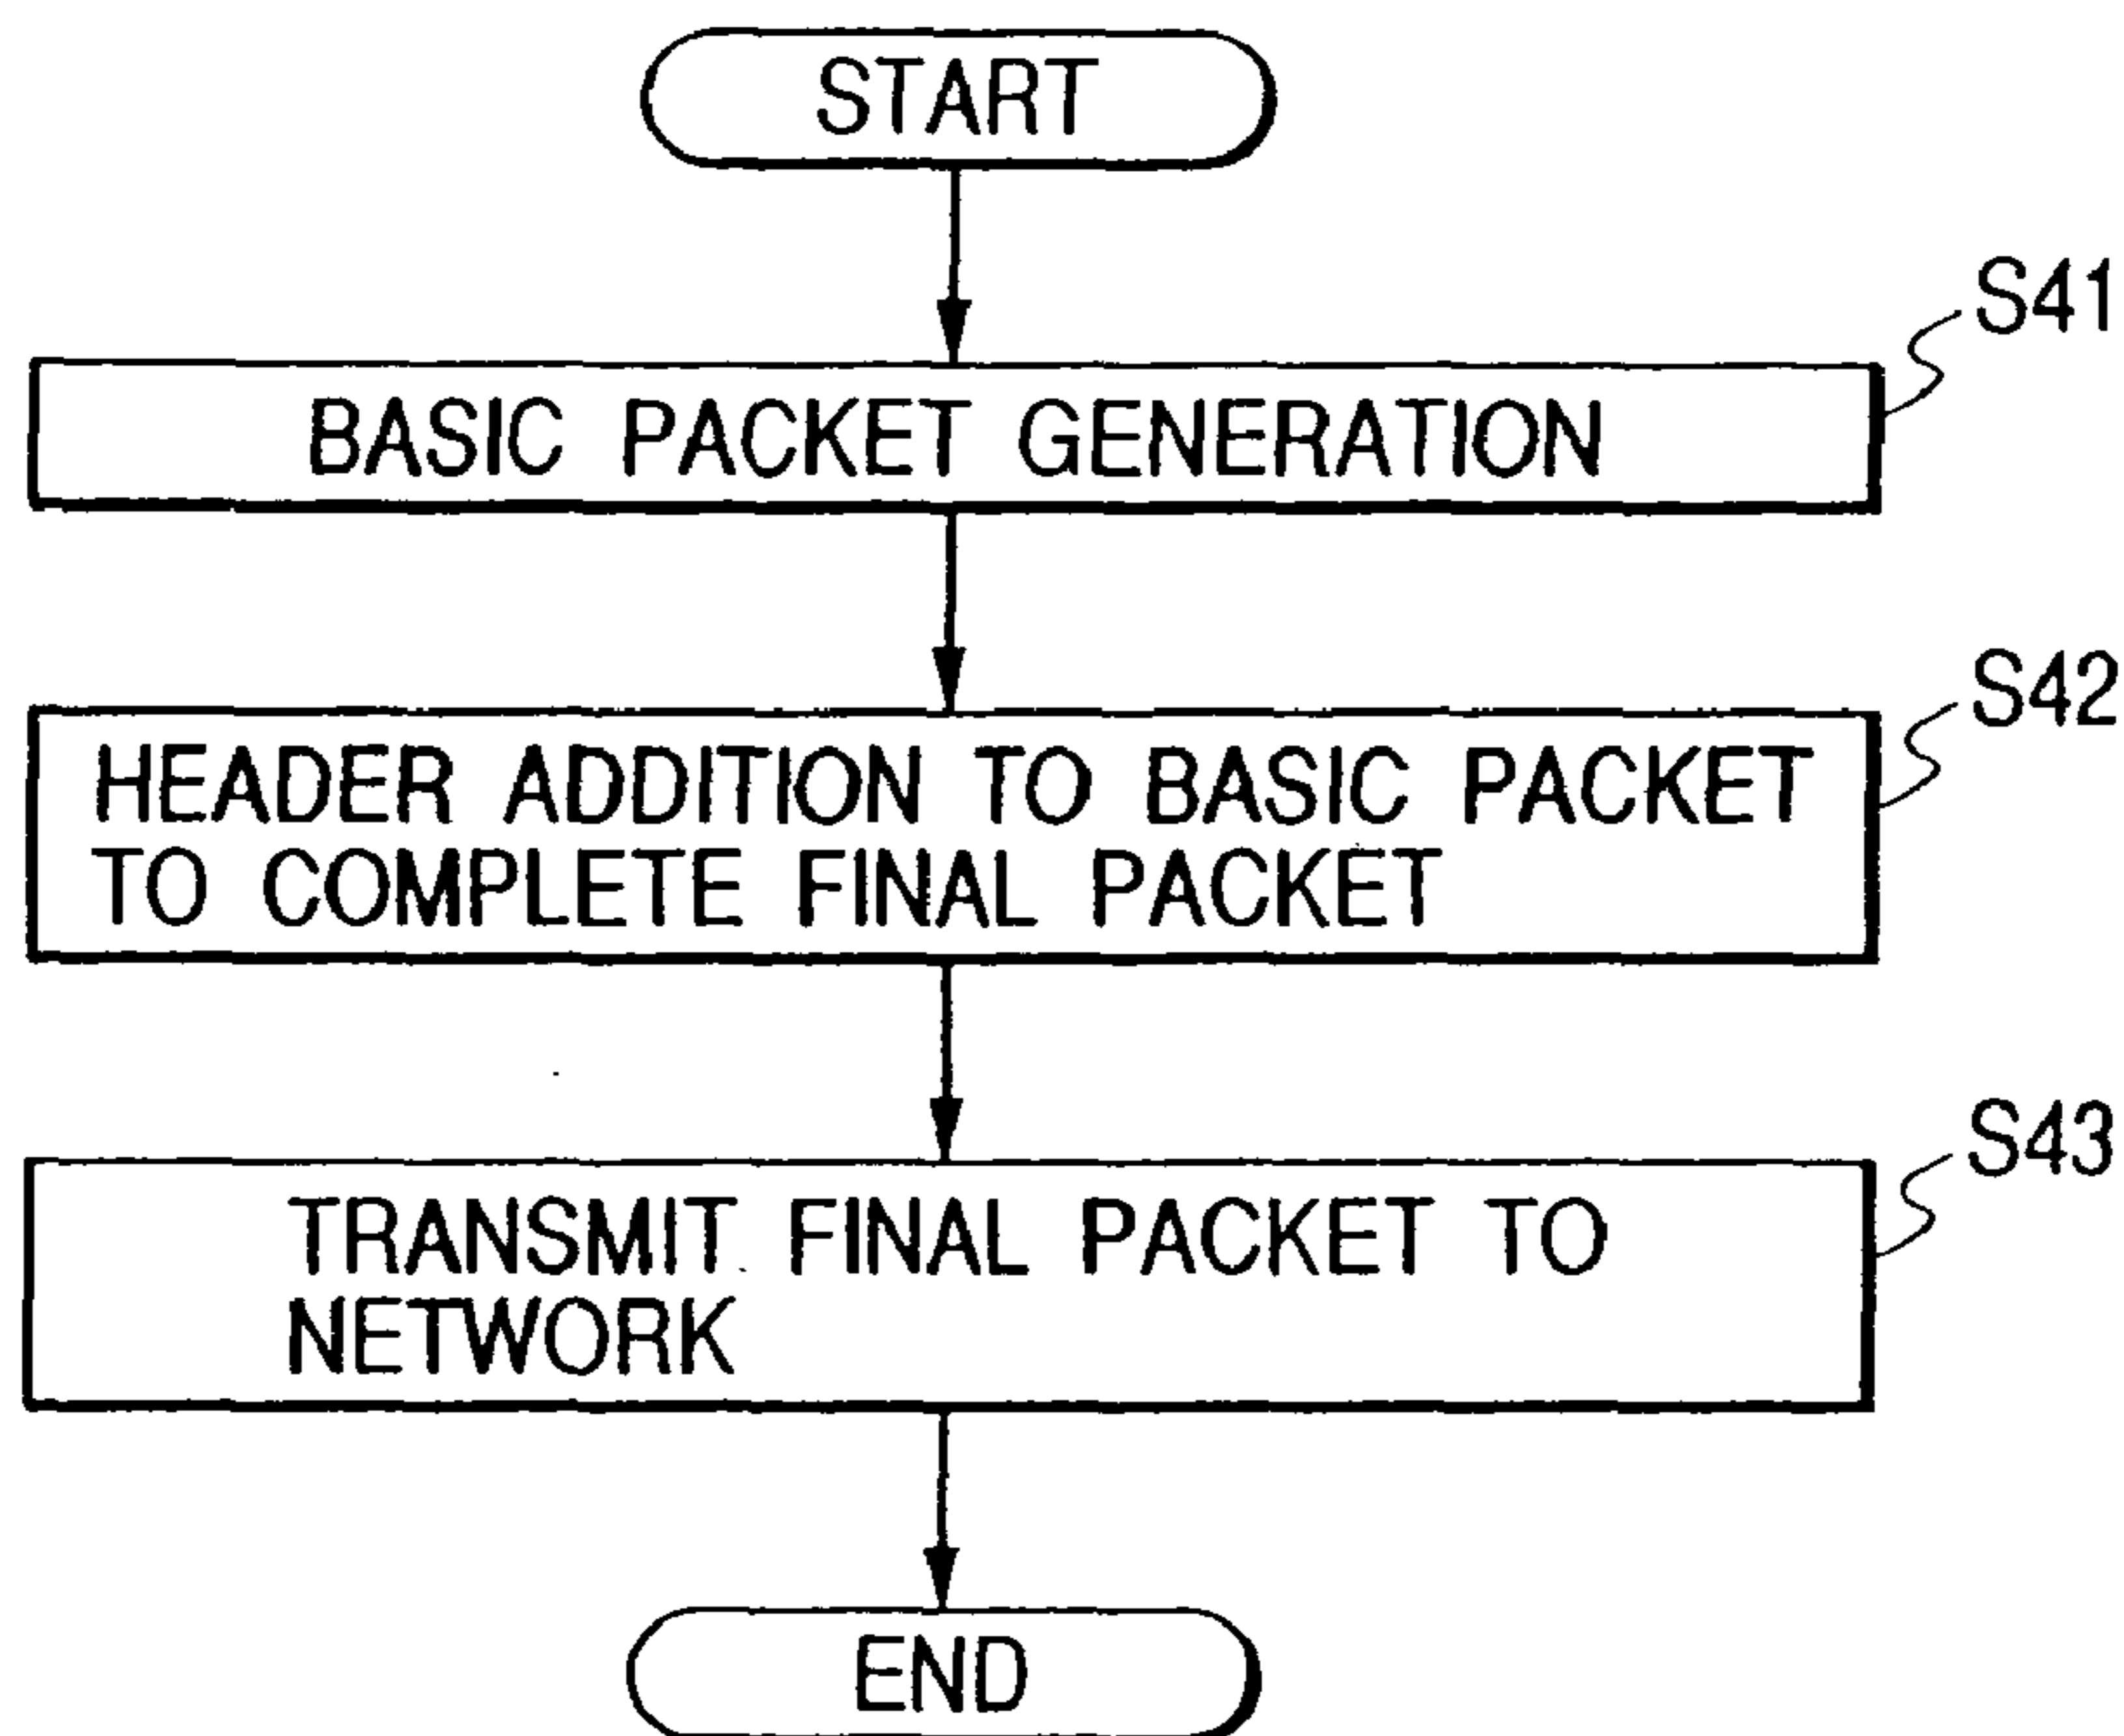 START
S41
BASIC PACKET GENERATION
S42
HEADER ADDITION TO BASIC PACKET
TO COMPLETE FINAL PACKET
S43
TRANSMIT FINAL PACKET TO
NETWORK
END